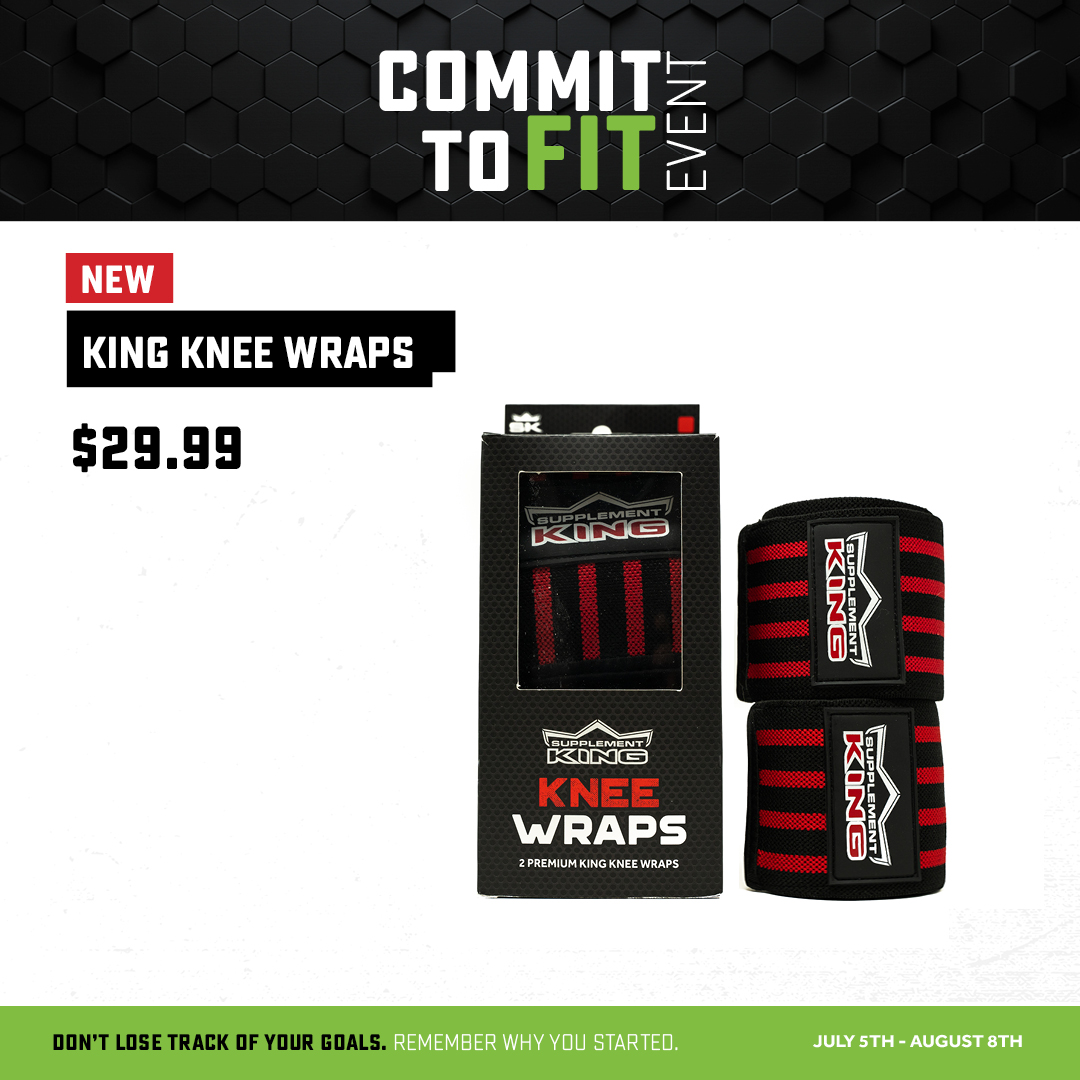 COMMIT
TO FIT
EVENT
NEW
KING KNEE WRAPS
$29.99
SK
SUPPLEMENT
KING
SUPPLEMENT
KING
KNEE
WRAPS
2 PREMIUM KING KNEE WRAPS
SUPPLEMENT
KING
SUPPLEMENT
KING
DON'T LOSE TRACK OF YOUR GOALS. REMEMBER WHY YOU STARTED.
JULY 5TH - AUGUST 8TH